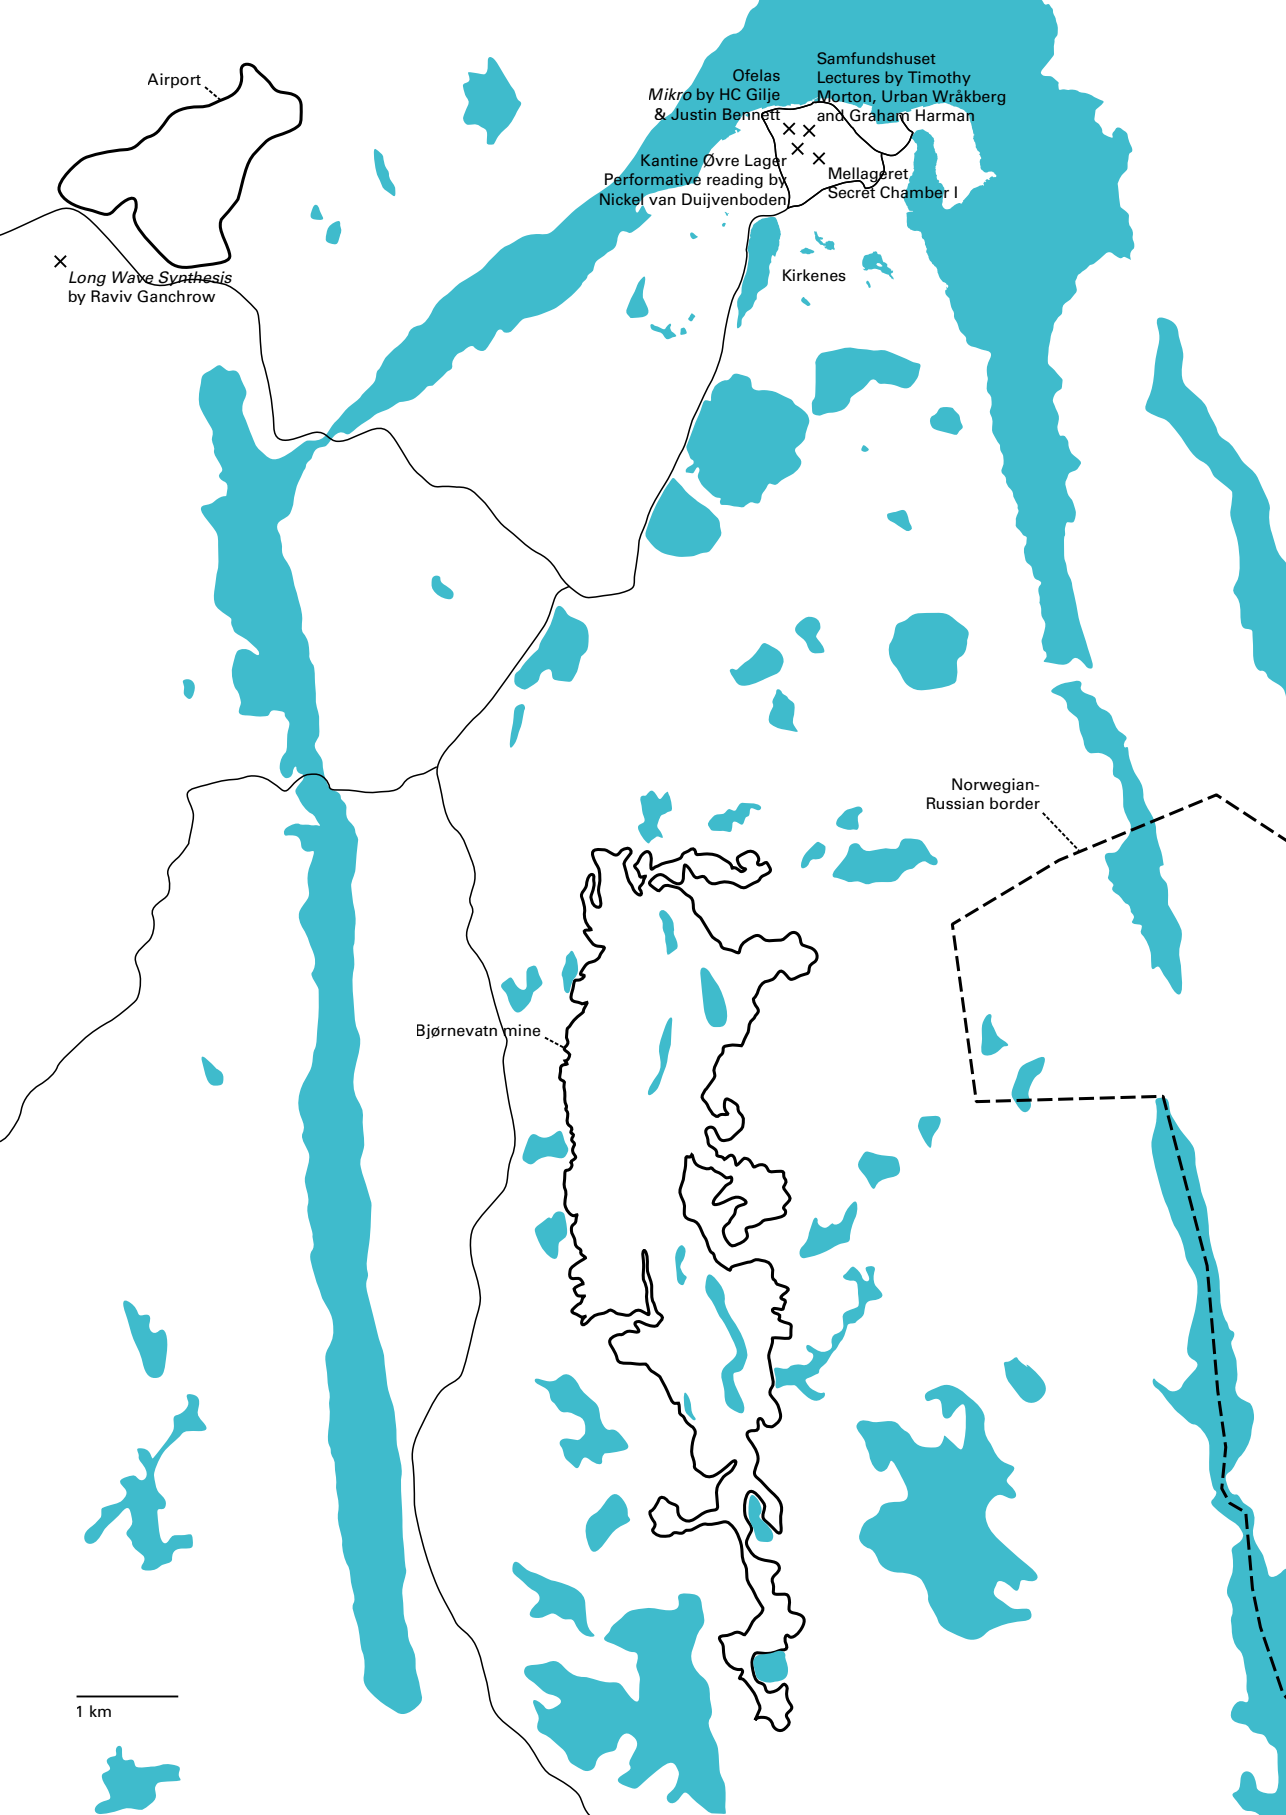 Airport
Ofelas
Mikro by HC Gilje
& Justin Bennett
Samfundshuset
Lectures by Timothy
Morton, Urban Wråkberg
and Graham Harman
Kantine Øvre Lager
Performative reading by
Nickel van Duijvenboden
Mellageret
Secret Chamber I
Long Wave Synthesis
by Raviv Ganchrow
Kirkenes
Norwegian-
Russian border
Bjørnevatn mine
1 km